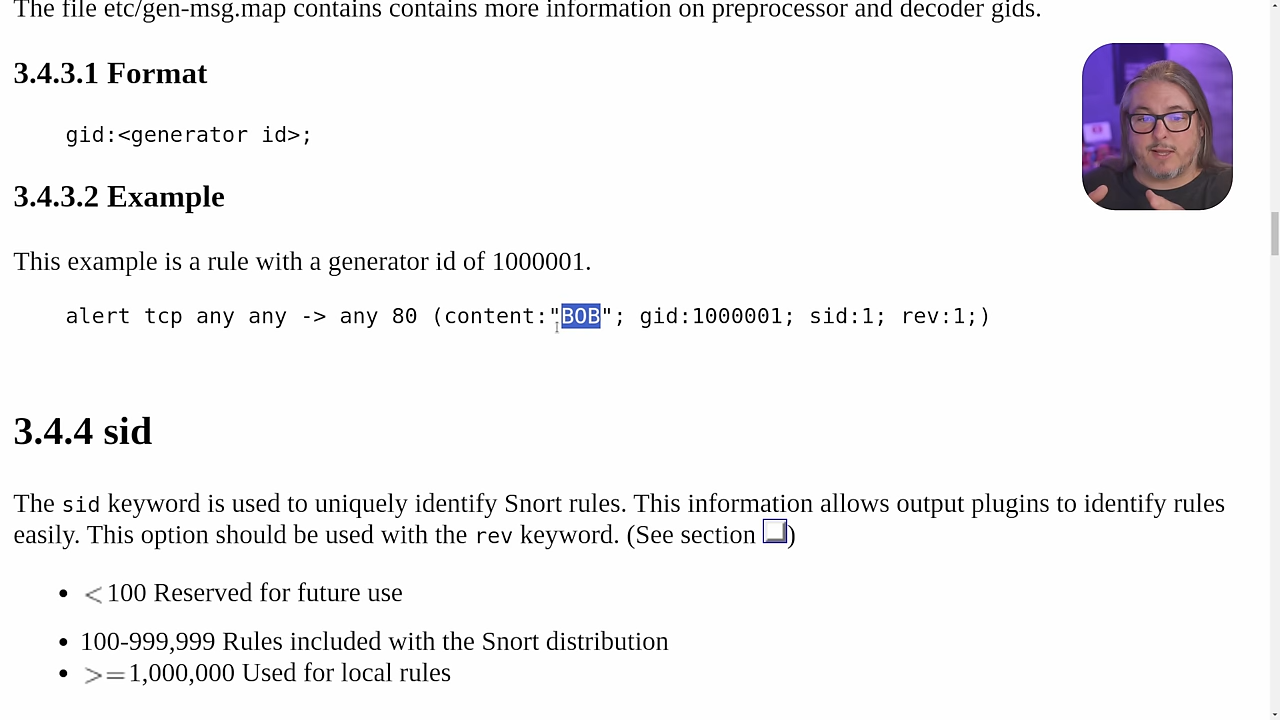 The file etc/gen-msg.map contains contains more information on preprocessor and decoder gids.
3.4.3.1 Format
gid:<generator id>;
3.4.3.2 Example
This example is a rule with a generator id of 1000001.
alert tcp any any -> any 80 (content:"BOB"; gid:1000001; sid:1; rev:1;)
3.4.4 sid
The sid keyword is used to uniquely identify Snort rules. This information allows output plugins to identify rules
easily. This option should be used with the rev keyword. (See section )
• <100 Reserved for future use
• 100-999,999 Rules included with the Snort distribution
• >=1,000,000 Used for local rules